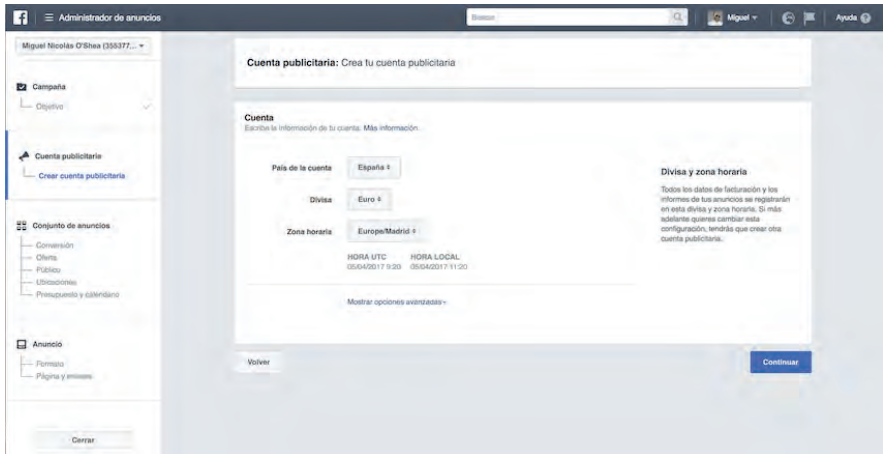 Administrador de anuncios
Buscar
Miguel
Ayuda
Miguel Nicolás O'Shea (355377...
Campaña
Objetivo
Cuenta publicitaria
Crear cuenta publicitaria
Conjunto de anuncios
Conversión
Oferta
Público
Ubicaciones
Presupuesto y calendario
Anuncio
Formato
Página y enlaces
Cerrar
Cuenta publicitaria: Crea tu cuenta publicitaria
Cuenta
Escribe la información de tu cuenta. Más información.
País de la cuenta España
Divisa Euro
Zona horaria Europe/Madrid
HORA UTC HORA LOCAL
05/04/2017 9:20 05/04/2017 11:20
Mostrar opciones avanzadas
Divisa y zona horaria
Todos los datos de facturación y los
informes de tus anuncios se registrarán
en esta divisa y zona horaria. Si más
adelante quieres cambiar esta
configuración, tendrás que crear otra
cuenta publicitaria.
Volver
Continuar